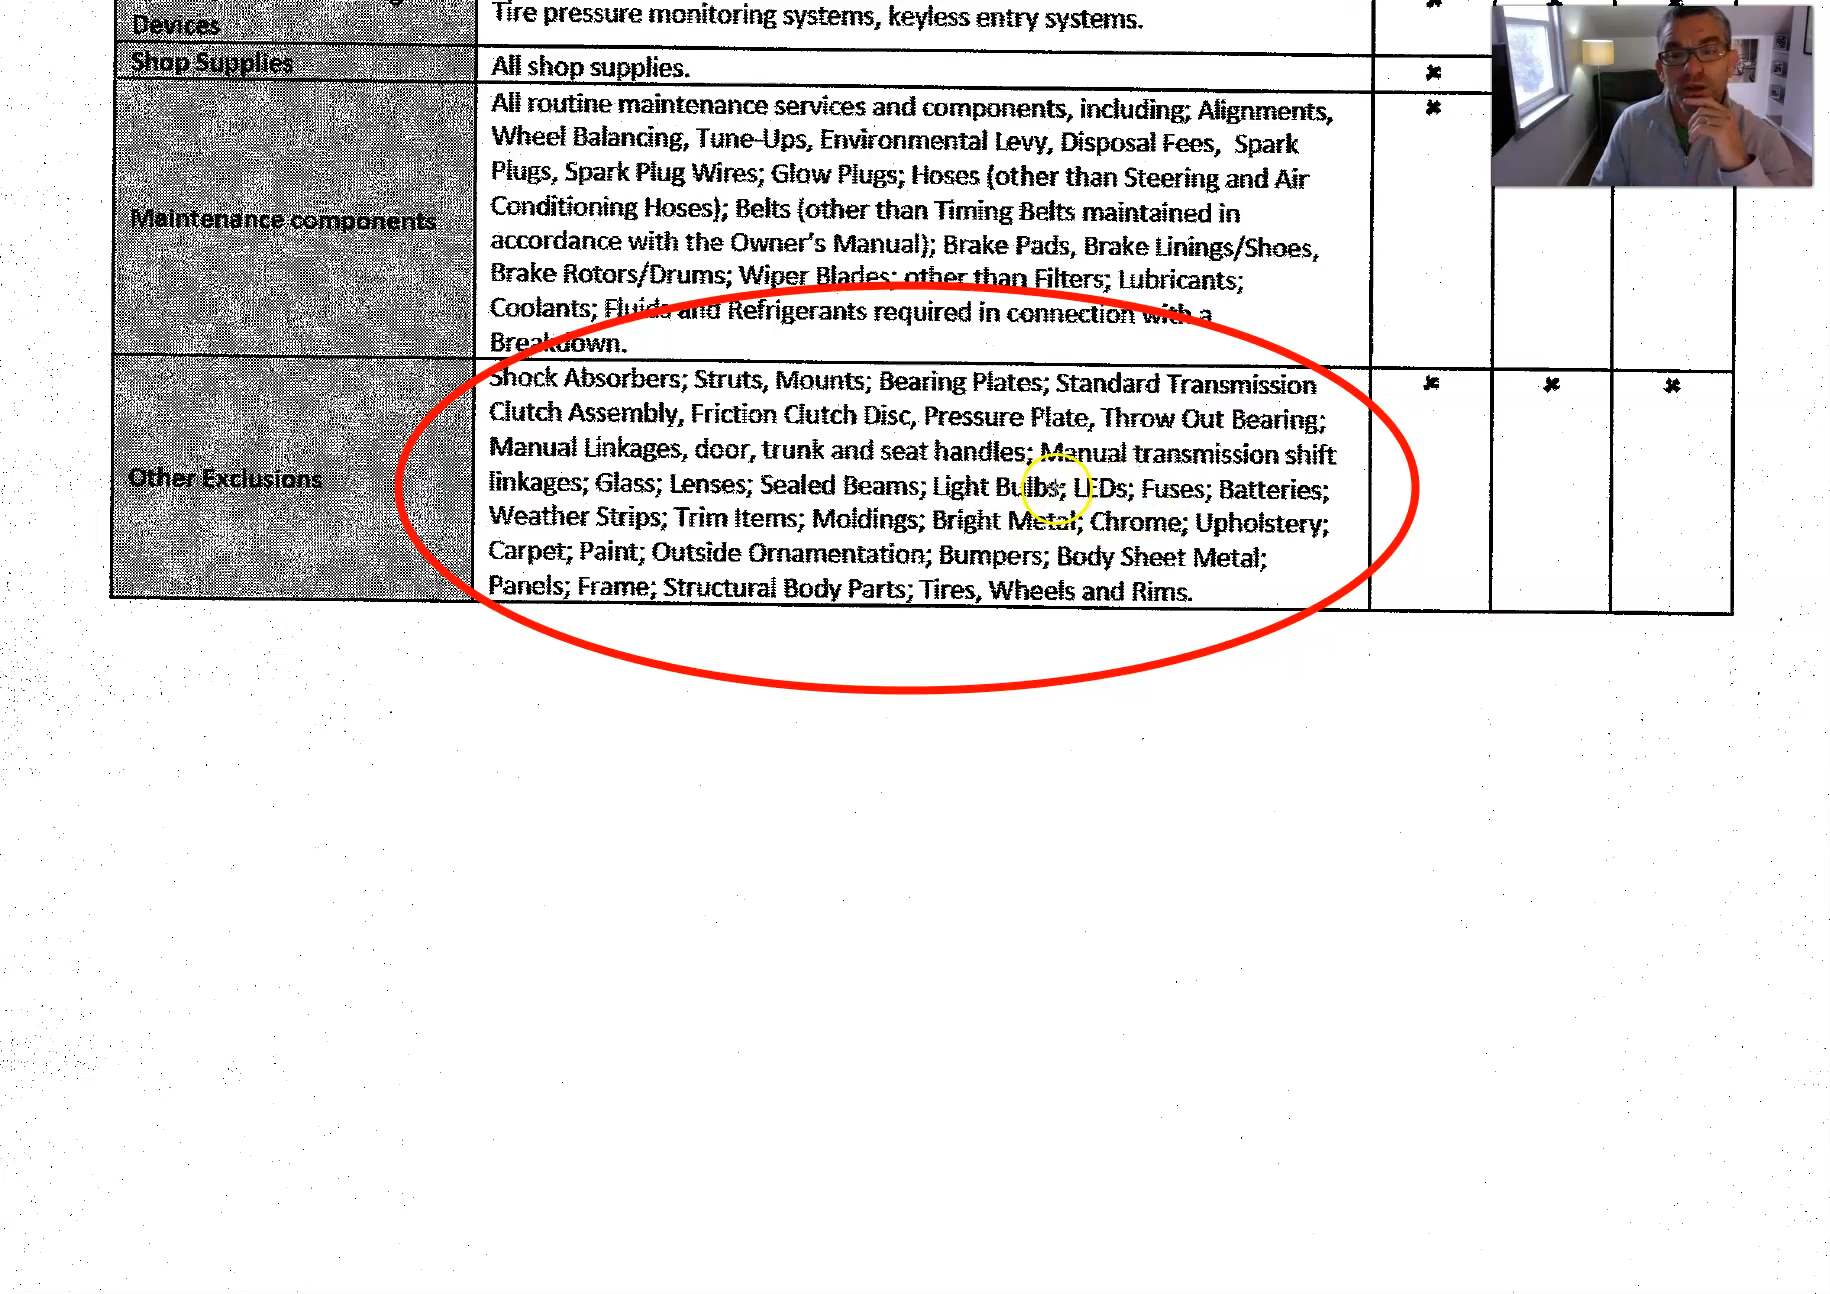 Tire pressure monitoring systems, keyless entry systems.
Devices
Shop Supplies
All shop supplies.
All routine maintenance services and components, including; Alignments,
Wheel Balancing, Tune-Ups, Environmental Levy, Disposal Fees, Spark
Plugs, Spark Plug Wires; Glow Plugs; Hoses (other than Steering and Air
Conditioning Hoses); Belts (other than Timing Belts maintained in
Maintenance components
accordance with the Owner's Manual); Brake Pads, Brake Linings/Shoes,
Brake Rotors/Drums; Wiper Blades; other than Filters; Lubricants;
Coolants; Fluids and Refrigerants required in connection with a
Breakdown.
Shock Absorbers; Struts, Mounts; Bearing Plates; Standard Transmission
Clutch Assembly, Friction Clutch Disc, Pressure Plate, Throw Out Bearing;
Manual Linkages, door, trunk and seat handles; Manual transmission shift
Other Exclusions
linkages; Glass; Lenses; Sealed Beams; Light Bulbs; LEDs; Fuses; Batteries;
Weather Strips; Trim Items; Moldings; Bright Metal; Chrome; Upholstery;
Carpet; Paint; Outside Ornamentation; Bumpers; Body Sheet Metal;
Panels; Frame; Structural Body Parts; Tires, Wheels and Rims.